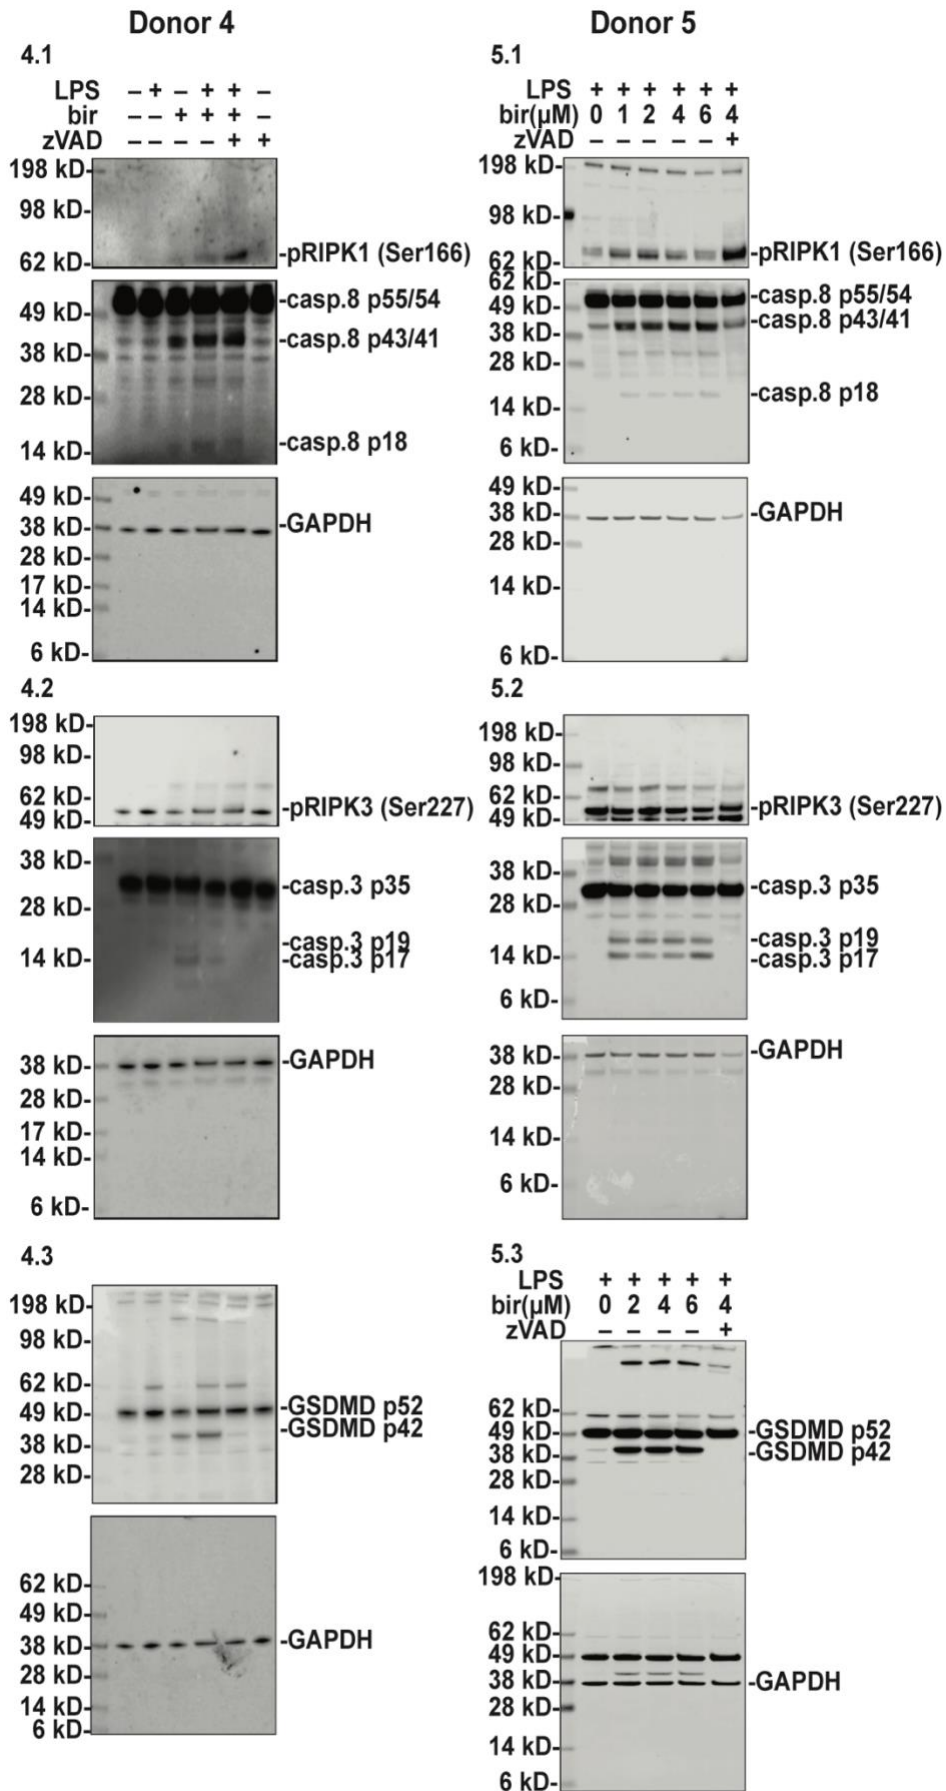 Donor 4
4.1
LPS – + – + + –
bir – – + + + –
zVAD – – – – + +
198 kD-
98 kD-
62 kD-
-pRIPK1 (Ser166)
49 kD-
38 kD-
28 kD-
14 kD-
-casp.8 p55/54
-casp.8 p43/41
-casp.8 p18
49 kD-
38 kD-
28 kD-
17 kD-
14 kD-
6 kD-
-GAPDH
4.2
198 kD-
98 kD-
62 kD-
49 kD-
-pRIPK3 (Ser227)
38 kD-
28 kD-
14 kD-
-casp.3 p35
-casp.3 p19
-casp.3 p17
38 kD-
28 kD-
17 kD-
14 kD-
6 kD-
-GAPDH
4.3
198 kD-
98 kD-
62 kD-
49 kD-
38 kD-
28 kD-
-GSDMD p52
-GSDMD p42
62 kD-
49 kD-
38 kD-
28 kD-
14 kD-
6 kD-
-GAPDH
Donor 5
5.1
LPS + + + + + +
bir(µM) 0 1 2 4 6 4
zVAD – – – – – +
198 kD-
98 kD-
62 kD-
-pRIPK1 (Ser166)
62 kD-
49 kD-
38 kD-
28 kD-
14 kD-
6 kD-
-casp.8 p55/54
-casp.8 p43/41
-casp.8 p18
49 kD-
38 kD-
28 kD-
14 kD-
6 kD-
-GAPDH
5.2
198 kD-
98 kD-
62 kD-
49 kD-
-pRIPK3 (Ser227)
38 kD-
28 kD-
14 kD-
6 kD-
-casp.3 p35
-casp.3 p19
-casp.3 p17
38 kD-
28 kD-
14 kD-
6 kD-
-GAPDH
5.3
LPS + + + + +
bir(µM) 0 2 4 6 4
zVAD – – – – +
62 kD-
49 kD-
38 kD-
28 kD-
14 kD-
6 kD-
-GSDMD p52
-GSDMD p42
198 kD-
62 kD-
49 kD-
38 kD-
28 kD-
14 kD-
6 kD-
-GAPDH